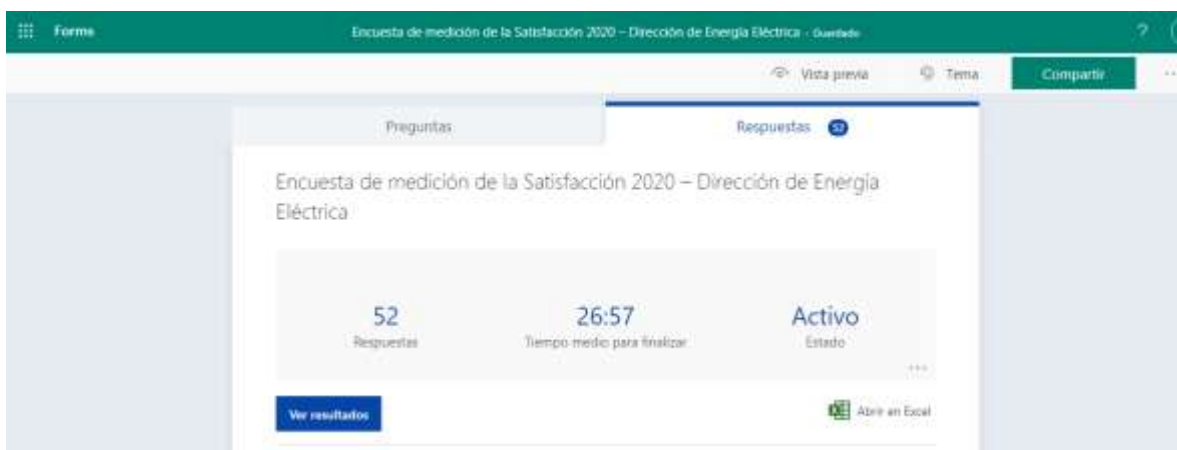 Forms
Encuesta de medición de la Satisfacción 2020 – Dirección de Energía Eléctrica - Guardado
?
Vista previa
Tema
Compartir
...
Preguntas
Respuestas 52
Encuesta de medición de la Satisfacción 2020 – Dirección de Energía
Eléctrica
52
Respuestas
26:57
Tiempo medio para finalizar
Activo
Estado
...
Ver resultados
Abrir en Excel